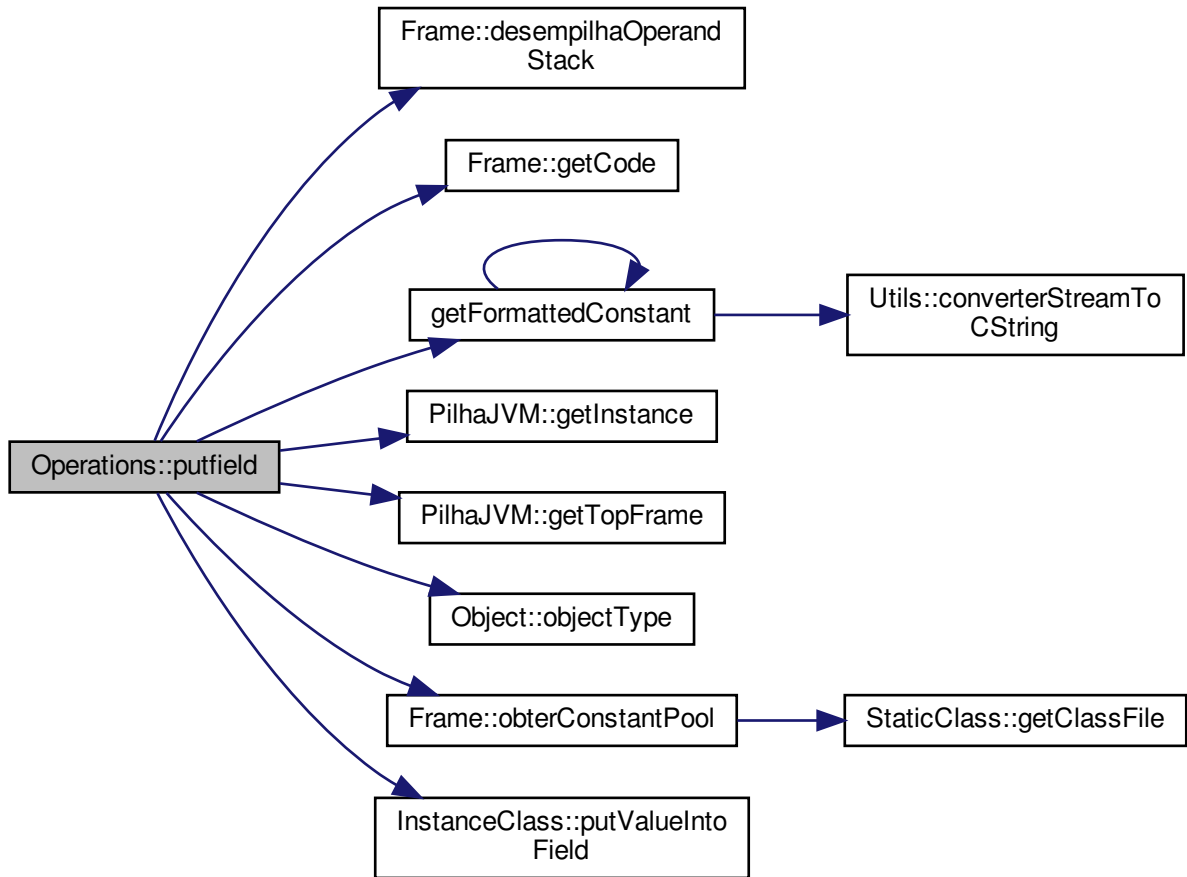 Frame::desempilhaOperand
Stack
Frame::getCode
getFormattedConstant
Utils::converterStreamTo
CString
PilhaJVM::getInstance
Operations::putfield
PilhaJVM::getTopFrame
Object::objectType
Frame::obterConstantPool
StaticClass::getClassFile
InstanceClass::putValueInto
Field